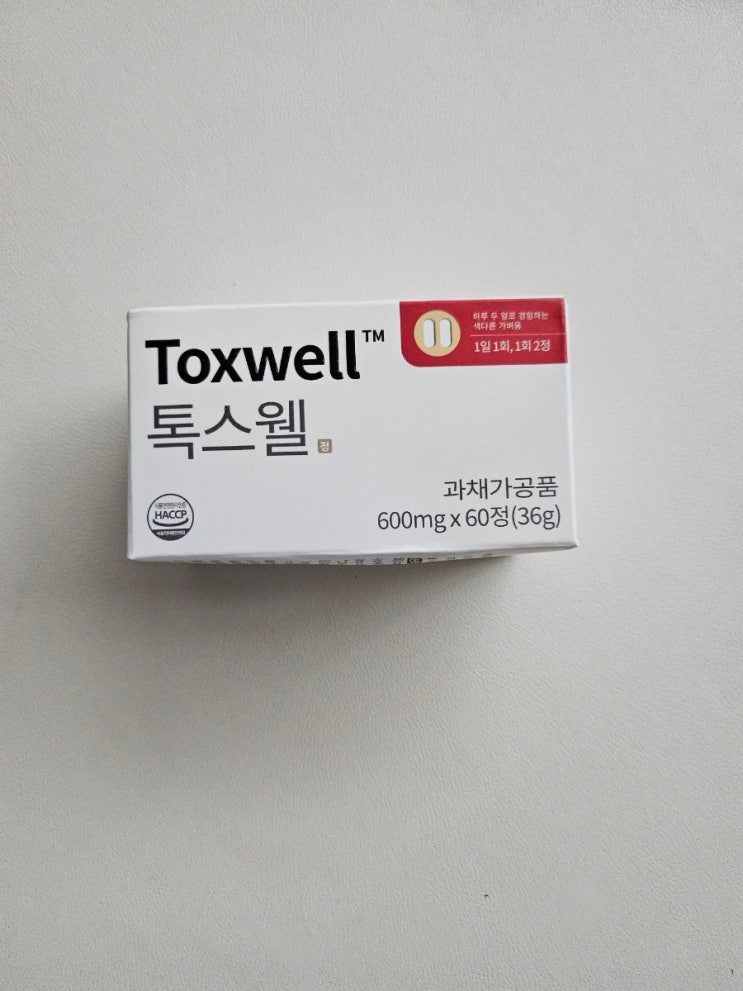 Toxwell™
톡스웰 정
하루 두 알로 경험하는
색다른 가벼움
1일 1회, 1회 2정
과채가공품
600mg x 60정(36g)
HACCP